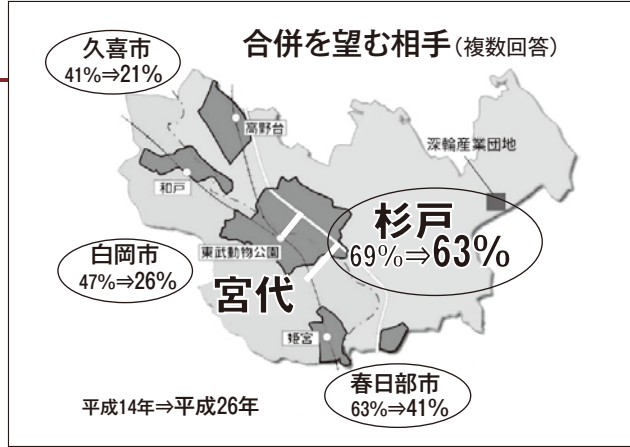 合併を望む相手(複数回答)
久喜市
41%⇒21%
高野台
深輪産業団地
和戸
杉戸
69%⇒63%
白岡市
47%⇒26%
東武動物公園
宮代
姫宮
春日部市
63%⇒41%
平成14年⇒平成26年